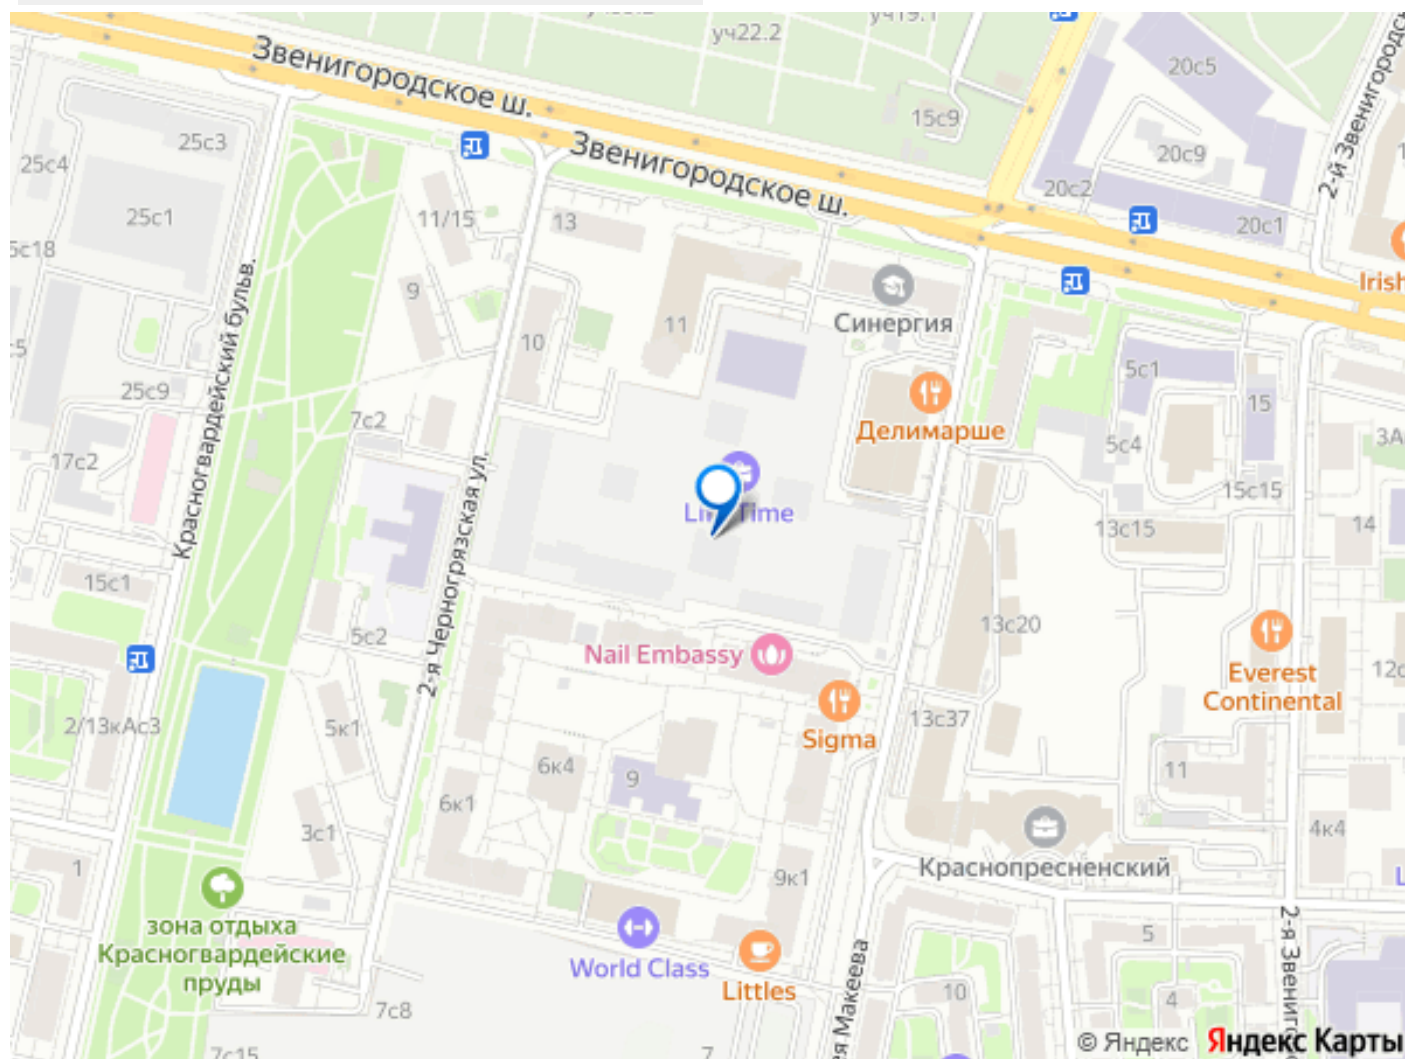 уч22.2
уч19.1
Звенигородское ш.
Звенигородское ш.
20с5
15с9
20с9
20с2
20с1
2-й Звенигородс
25с3
25с4
25с1
5с18
11/15
13
9
11
10
Синергия
Irish
Делимарше
25с9
Красногвардейский бульв.
7с2
17с2
5с1
15
5с4
3А
15с15
14
13с15
2-я Черногрязская ул.
15с1
5с2
Nail Embassy
13с20
Everest
Continental
12с
2/13кАс3
5к1
Sigma
13с37
6к4
9
6к1
11
3с1
1
Краснопресненский
4к4
9к1
зона отдыха
Красногвардейские
пруды
World Class
Littles
7с8
7с15
7
10
5
4
2-я Звениго
ея Макеева
© Яндекс
Яндекс Карты